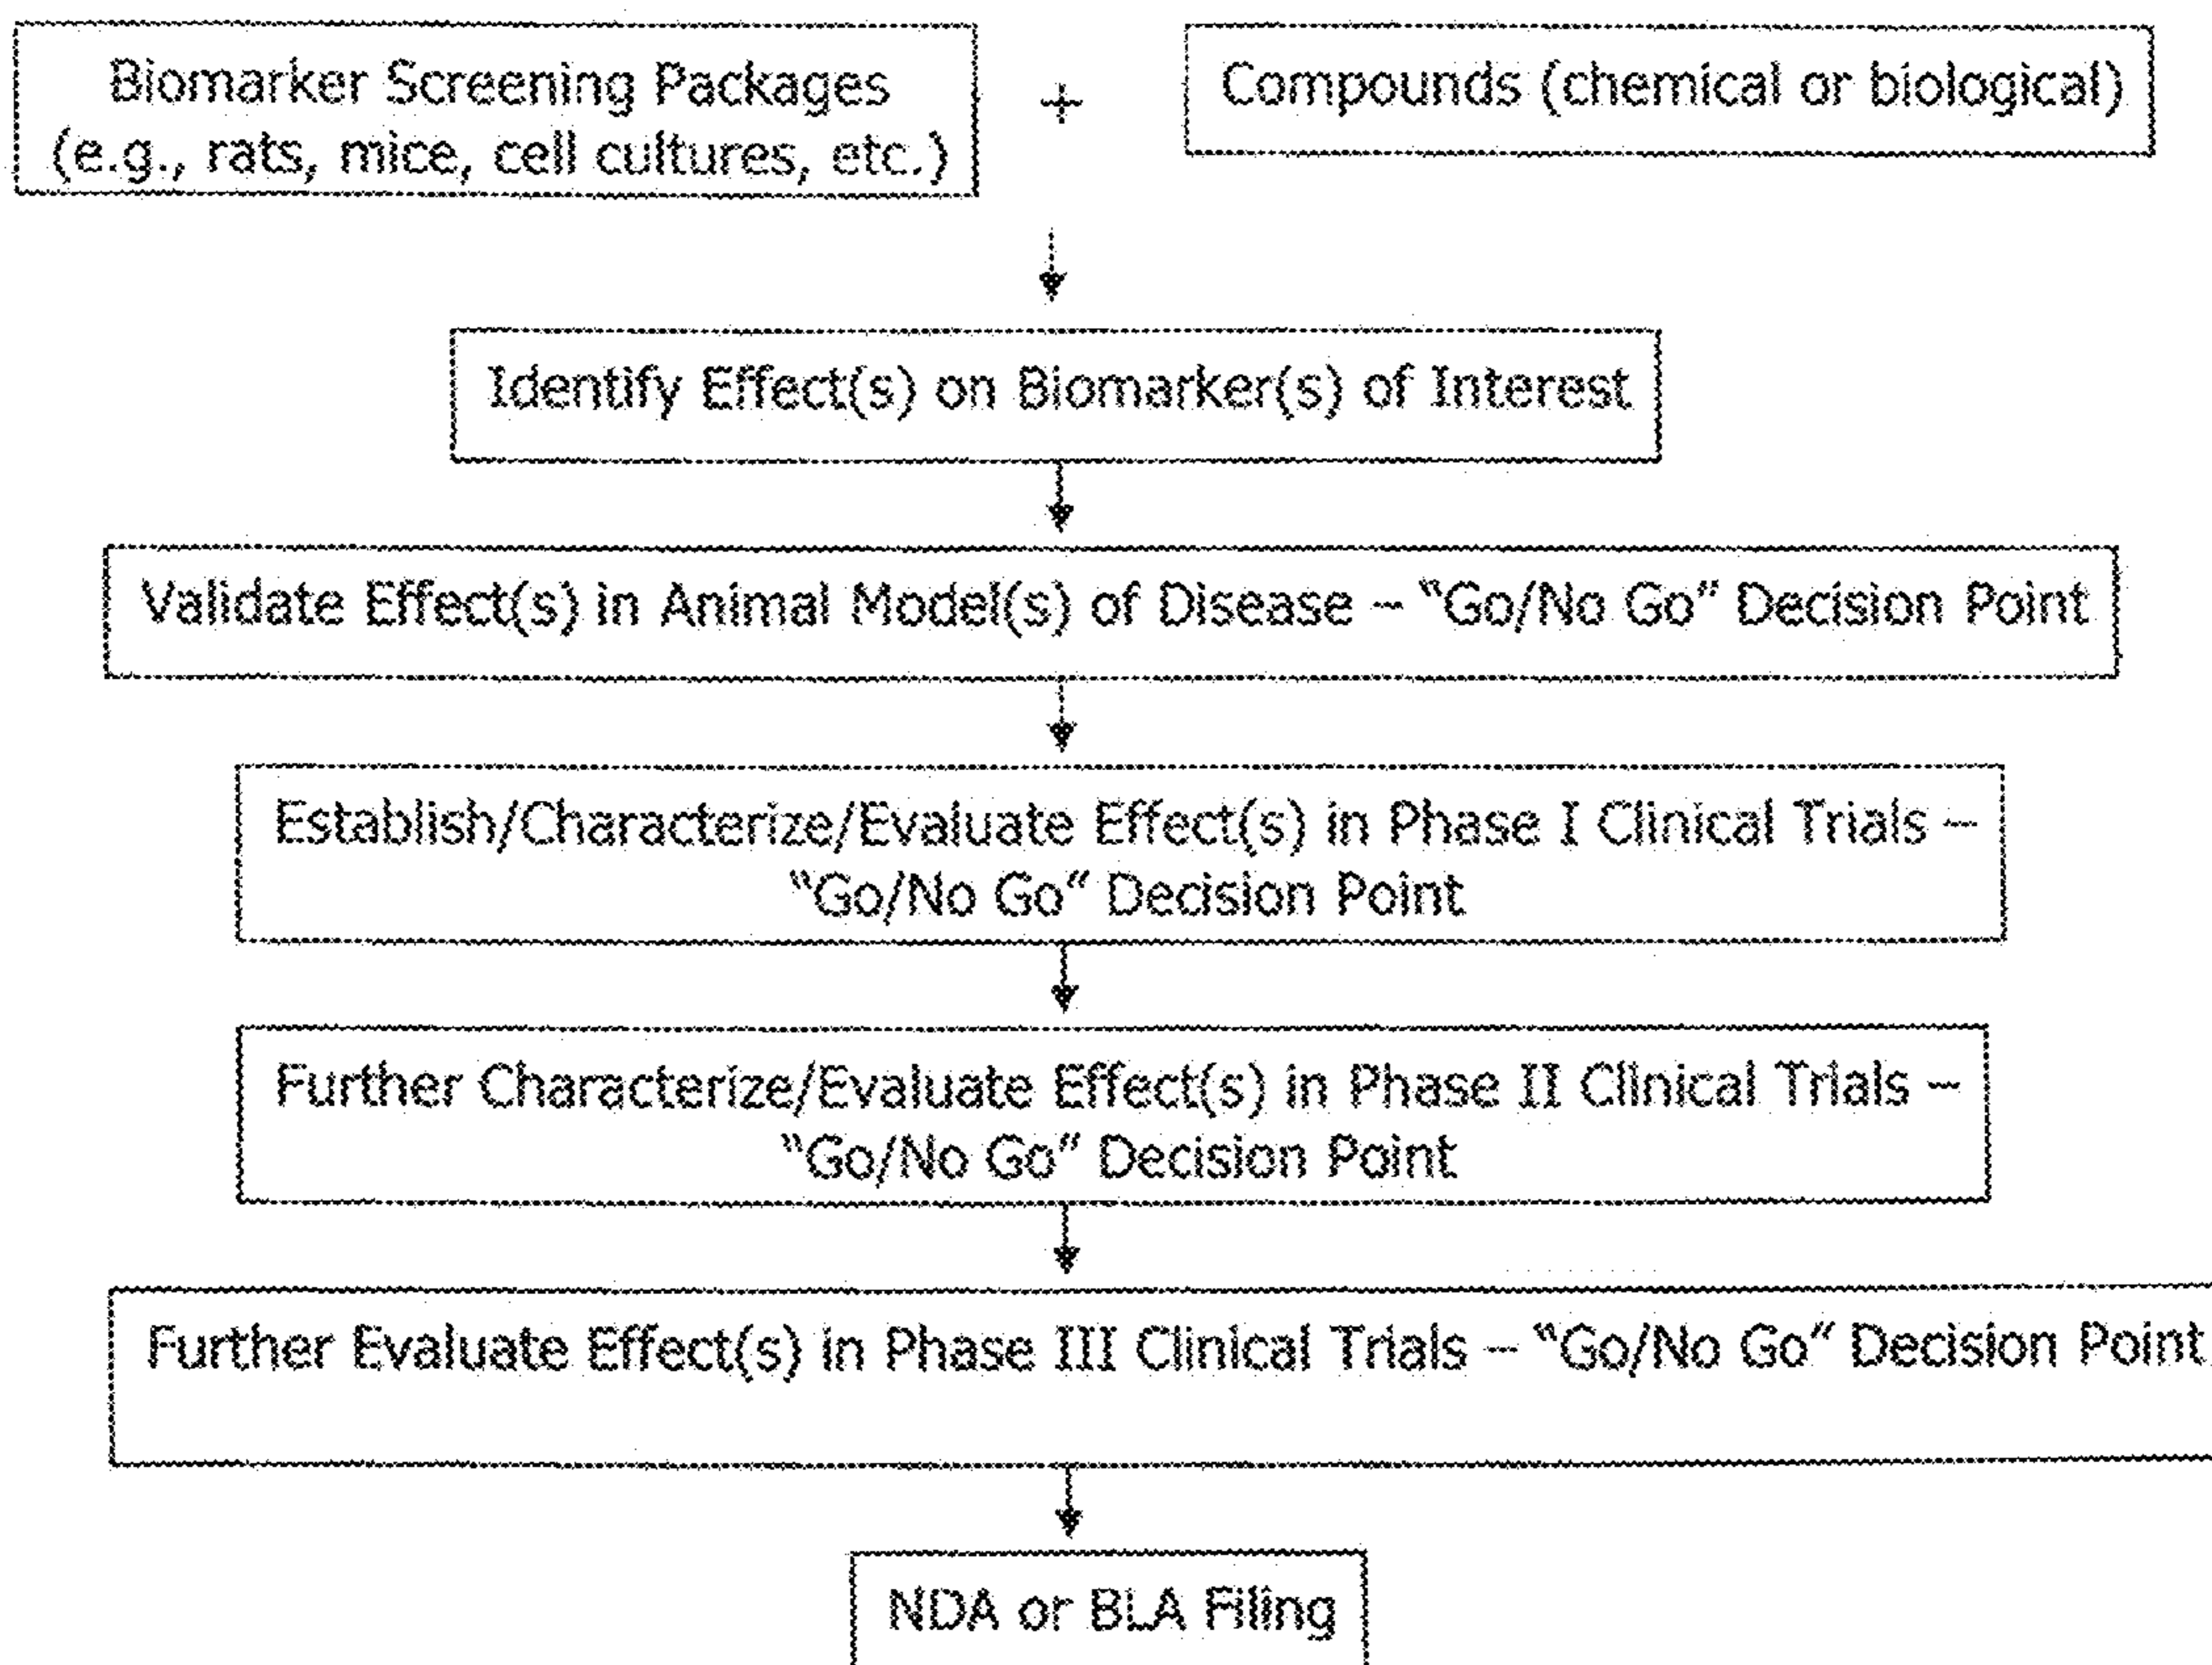 Biomarker Screening Packages
(e.g., rats, mice, cell cultures, etc.)
+
Compounds (chemical or biological)
Identify Effect(s) on Biomarker(s) of Interest
Validate Effect(s) in Animal Model(s) of Disease – "Go/No Go" Decision Point
Establish/Characterize/Evaluate Effect(s) in Phase I Clinical Trials –
"Go/No Go" Decision Point
Further Characterize/Evaluate Effect(s) in Phase II Clinical Trials –
"Go/No Go" Decision Point
Further Evaluate Effect(s) in Phase III Clinical Trials – "Go/No Go" Decision Point
NDA or BLA Filing